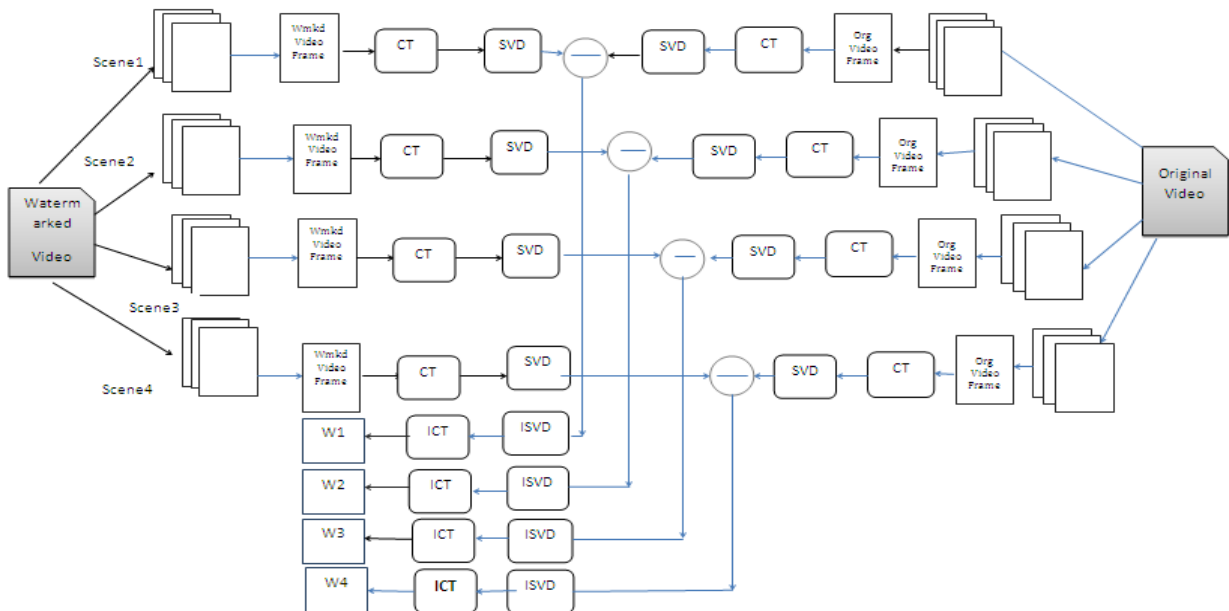 Scene1
Wmkd
Video
Frame
CT
SVD
SVD
CT
Org
Video
Frame
Scene2
Wmkd
Video
Frame
CT
SVD
SVD
CT
Org
Video
Frame
Waterm
arked
Video
Original
Video
Wmkd
Video
Frame
CT
SVD
SVD
CT
Org
Video
Frame
Scene3
Scene4
Wmkd
Video
Frame
CT
SVD
SVD
CT
Org
Video
Frame
W1
ICT
ISVD
W2
ICT
ISVD
W3
ICT
ISVD
W4
ICT
ISVD